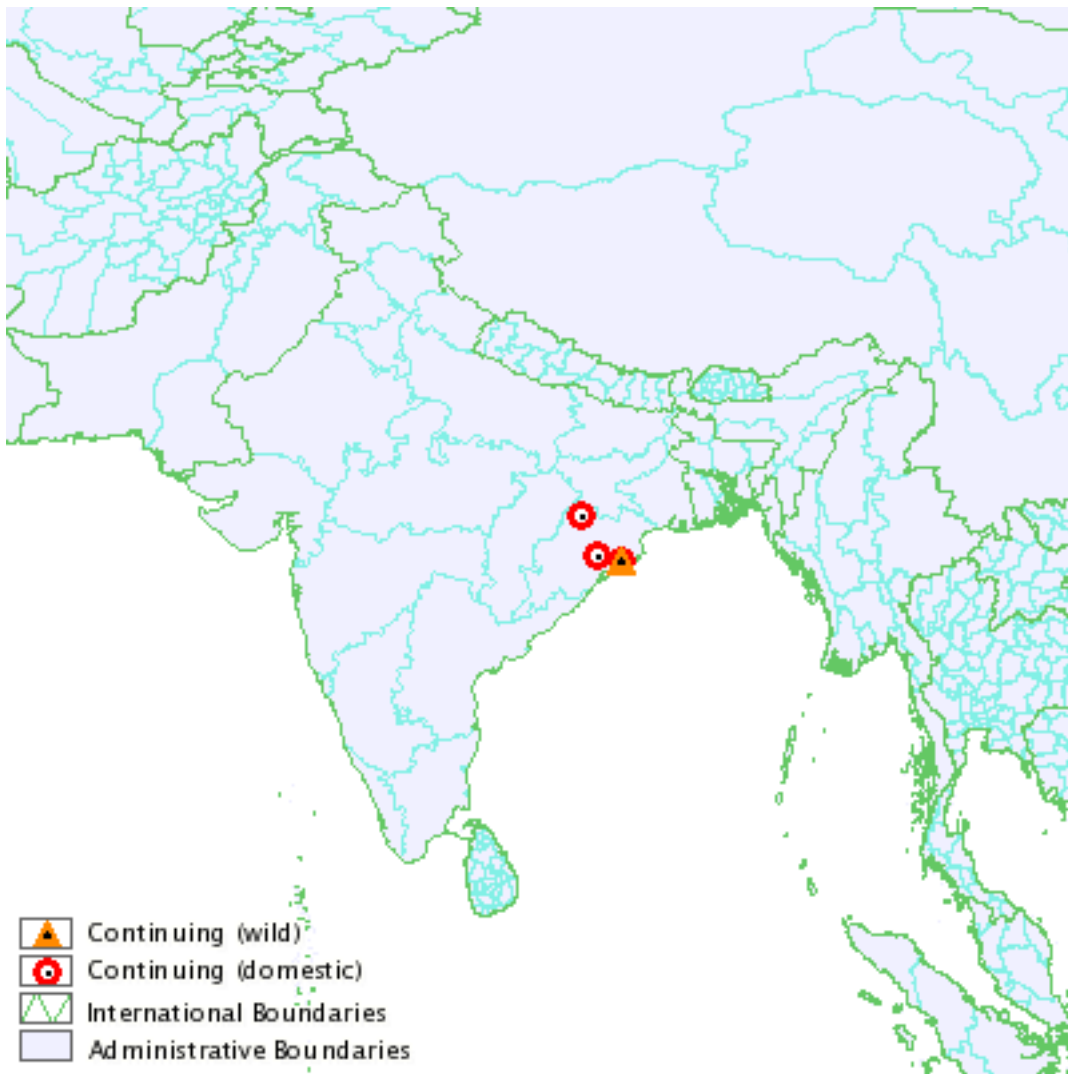 Continuing (wild)
Continuing (domestic)
International Boundaries
Administrative Boundaries